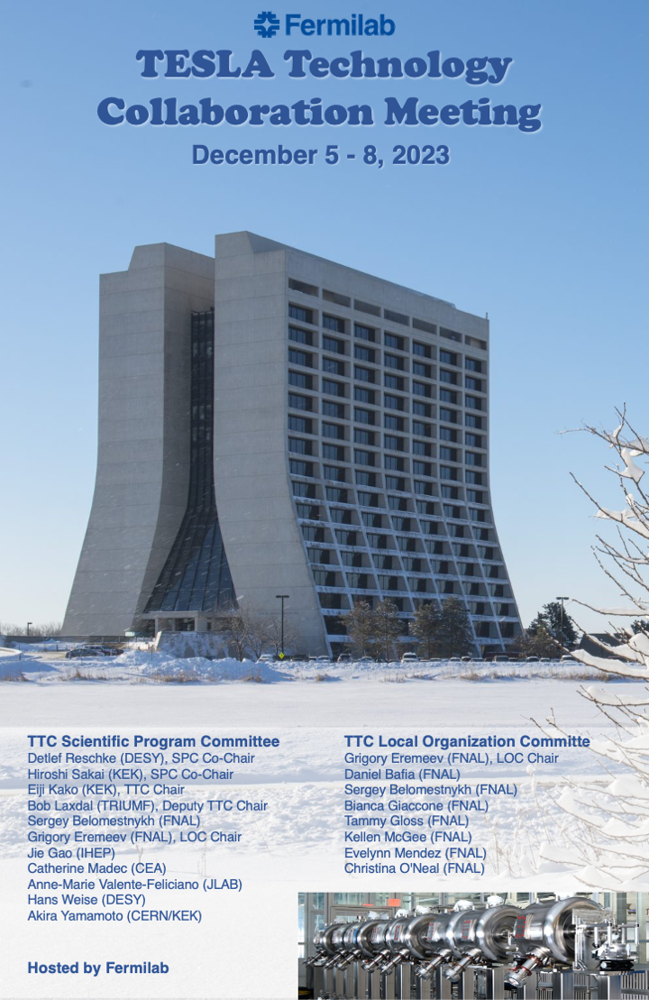 Fermilab
TESLA Technology
Collaboration Meeting
December 5 - 8, 2023
TTC Scientific Program Committee
Detlef Reschke (DESY), SPC Co-Chair
Hiroshi Sakai (KEK), SPC Co-Chair
Eiji Kako (KEK), TTC Chair
Bob Laxdal (TRIUMF), Deputy TTC Chair
Sergey Belomestnykh (FNAL)
Grigory Eremeev (FNAL), LOC Chair
Jie Gao (IHEP)
Catherine Madec (CEA)
Anne-Marie Valente-Feliciano (JLAB)
Hans Weise (DESY)
Akira Yamamoto (CERN/KEK)
Hosted by Fermilab
TTC Local Organization Committe
Grigory Eremeev (FNAL), LOC Chair
Daniel Bafia (FNAL)
Sergey Belomestnykh (FNAL)
Bianca Giaccone (FNAL)
Tammy Gloss (FNAL)
Kellen McGee (FNAL)
Evelynn Mendez (FNAL)
Christina O'Neal (FNAL)